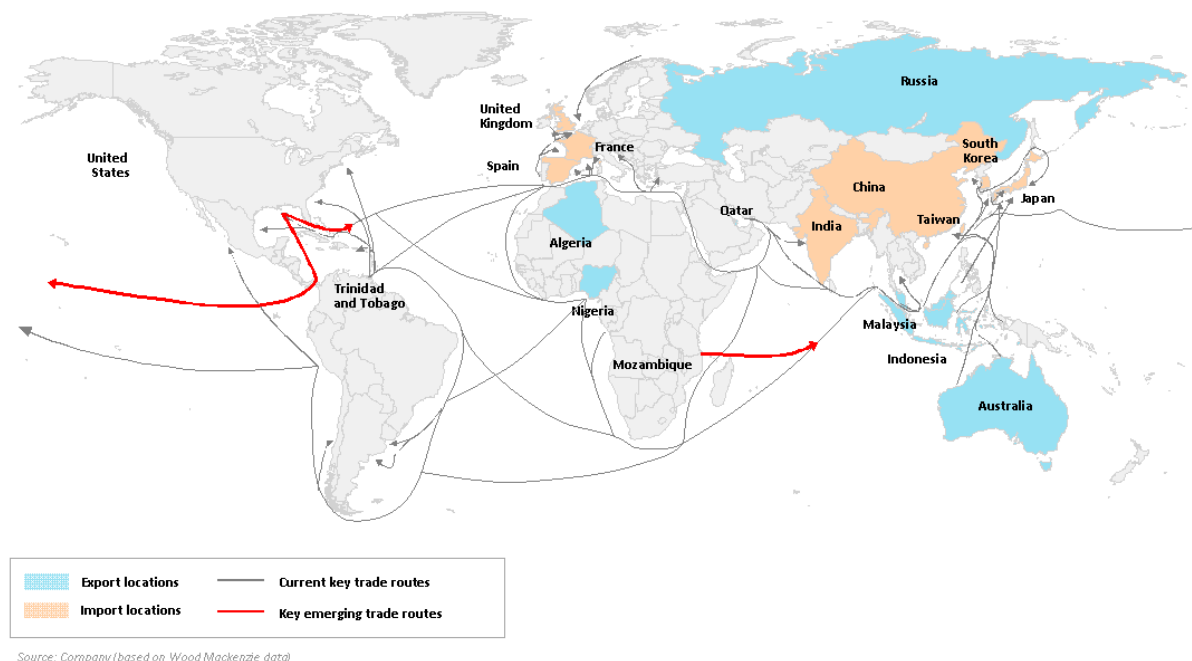 Russia
United
Kingdom
South
Korea
France
United
States
Spain
China
Japan
Qatar
Taiwan
India
Algeria
Trinidad
and Tobago
Nigeria
Malaysia
Indonesia
Mozambique
Australia
Export locations
Current key trade routes
Import locations
Key emerging trade routes
Source: Company (based on Wood Mackenzie data)